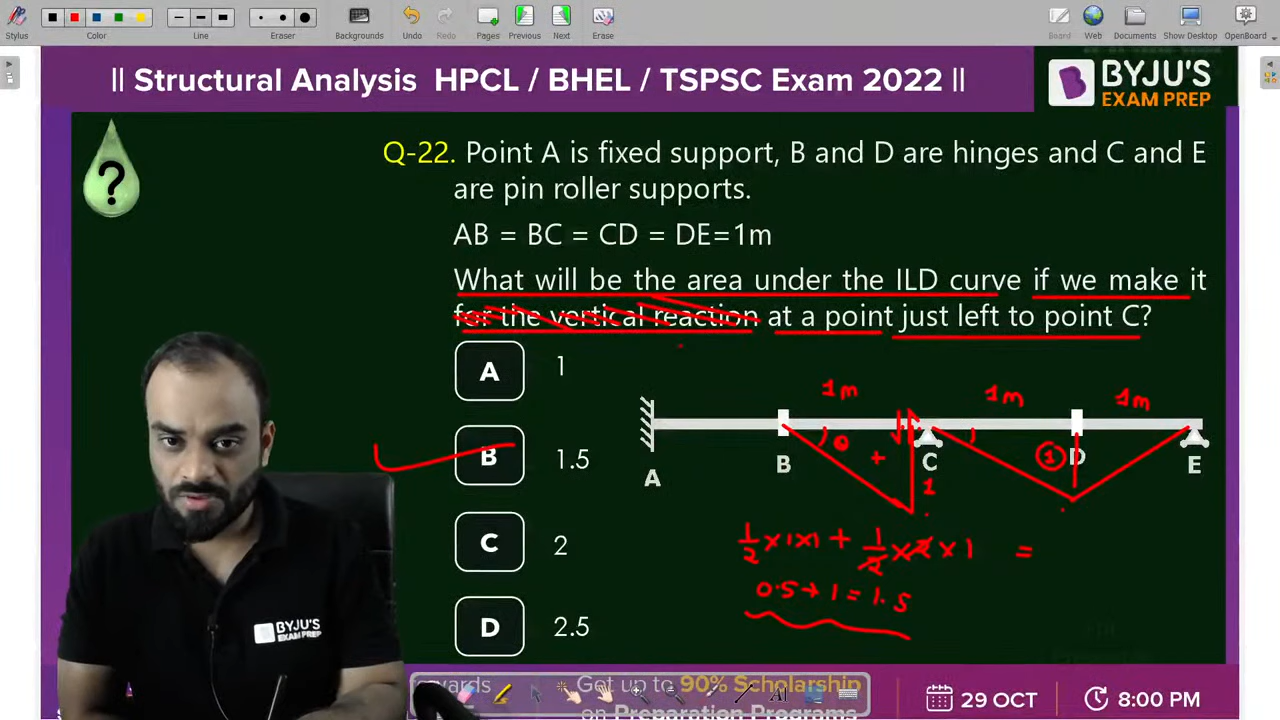 Stylus
Color
Line
Eraser
Backgrounds
Undo
Redo
Pages
Previous
Next
Erase
Board
Web
Documents
Show Desktop
OpenBoard
|| Structural Analysis HPCL / BHEL / TSPSC Exam 2022 ||
BYJU'S
EXAM PREP
?
Q-22. Point A is fixed support, B and D are hinges and C and E
are pin roller supports.
AB = BC = CD = DE=1m
What will be the area under the ILD curve if we make it
for the vertical reaction at a point just left to point C?
A 1
B 1.5
C 2
D 2.5
1m 1m 1m
θ + 1 1
A B C D E
1/2 x1x1 + 1/2 x2x1 =
0.5+1=1.5
BYJU'S
EXAM PREP
Get up to 90% Scholarship
on Preparation Programs
29 OCT
8:00 PM